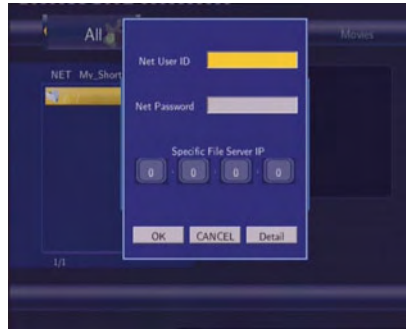 All
Movies
NET My_Short
Net User ID
Net Password
Specific File Server IP
0 . 0 . 0 . 0
OK CANCEL Detail
1/1